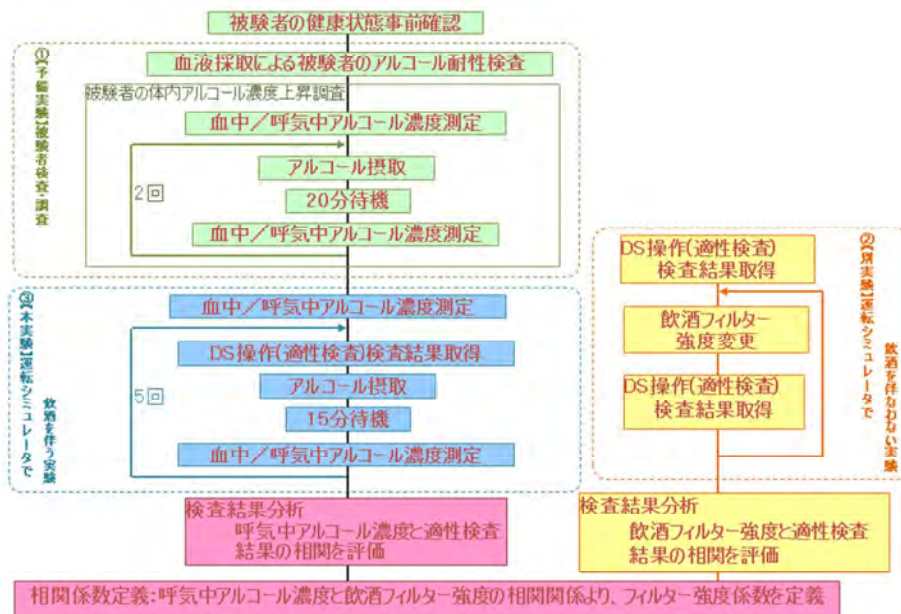 被験者の健康状態事前確認
①【予備実験】被験者検査・調査
血液採取による被験者のアルコール耐性検査
被験者の体内アルコール濃度上昇調査
血中／呼気中アルコール濃度測定
アルコール摂取
2回
20分待機
血中／呼気中アルコール濃度測定
③【本実験】運転シミュレータで
飲酒を伴う実験
血中／呼気中アルコール濃度測定
DS操作(適性検査)検査結果取得
アルコール摂取
5回
15分待機
血中／呼気中アルコール濃度測定
②【別実験】運転シミュレータで
飲酒を伴なわない実験
DS操作(適性検査)
検査結果取得
飲酒フィルター
強度変更
DS操作(適性検査)
検査結果取得
検査結果分析
呼気中アルコール濃度と適性検査
結果の相関を評価
検査結果分析
飲酒フィルター強度と適性検査
結果の相関を評価
相関係数定義：呼気中アルコール濃度と飲酒フィルター強度の相関関係より、フィルター強度係数を定義